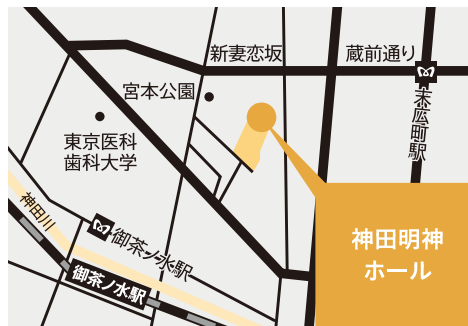 新妻恋坂
蔵前通り
宮本公園
末広町駅
東京医科
歯科大学
神田川
御茶ノ水駅
御茶ノ水駅
神田明神
ホール